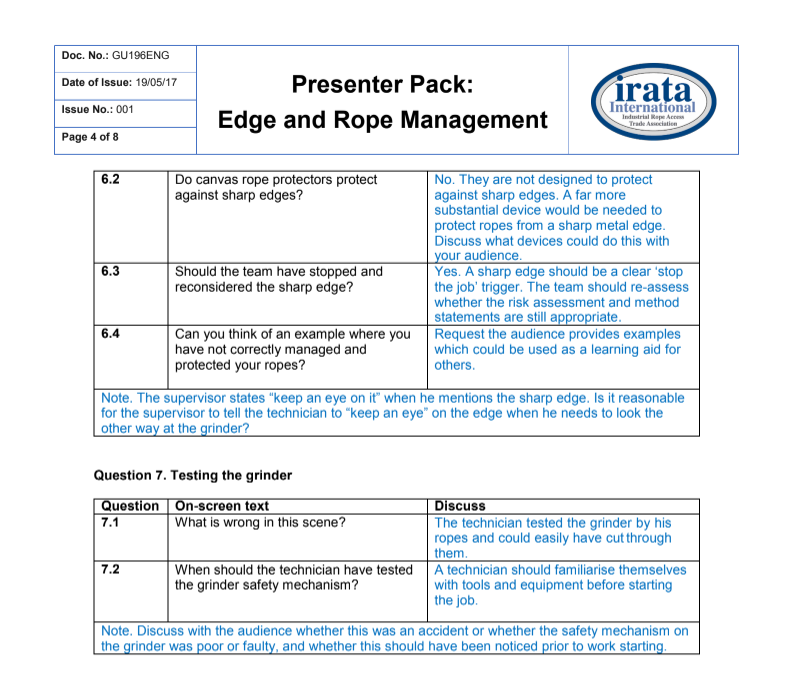 Doc. No.: GU196ENG
Date of Issue: 19/05/17
Issue No.: 001
Page 4 of 8
Presenter Pack:
Edge and Rope Management
irata
International
Industrial Rope Access
Trade Association
6.2
Do canvas rope protectors protect
against sharp edges?
No. They are not designed to protect
against sharp edges. A far more
substantial device would be needed to
protect ropes from a sharp metal edge.
Discuss what devices could do this with
your audience.
6.3
Should the team have stopped and
reconsidered the sharp edge?
Yes. A sharp edge should be a clear ‘stop
the job’ trigger. The team should re-assess
whether the risk assessment and method
statements are still appropriate.
6.4
Can you think of an example where you
have not correctly managed and
protected your ropes?
Request the audience provides examples
which could be used as a learning aid for
others.
Note. The supervisor states “keep an eye on it” when he mentions the sharp edge. Is it reasonable
for the supervisor to tell the technician to “keep an eye” on the edge when he needs to look the
other way at the grinder?
Question 7. Testing the grinder
Question On-screen text Discuss
7.1
What is wrong in this scene?
The technician tested the grinder by his
ropes and could easily have cut through
them.
7.2
When should the technician have tested
the grinder safety mechanism?
A technician should familiarise themselves
with tools and equipment before starting
the job.
Note. Discuss with the audience whether this was an accident or whether the safety mechanism on
the grinder was poor or faulty, and whether this should have been noticed prior to work starting.